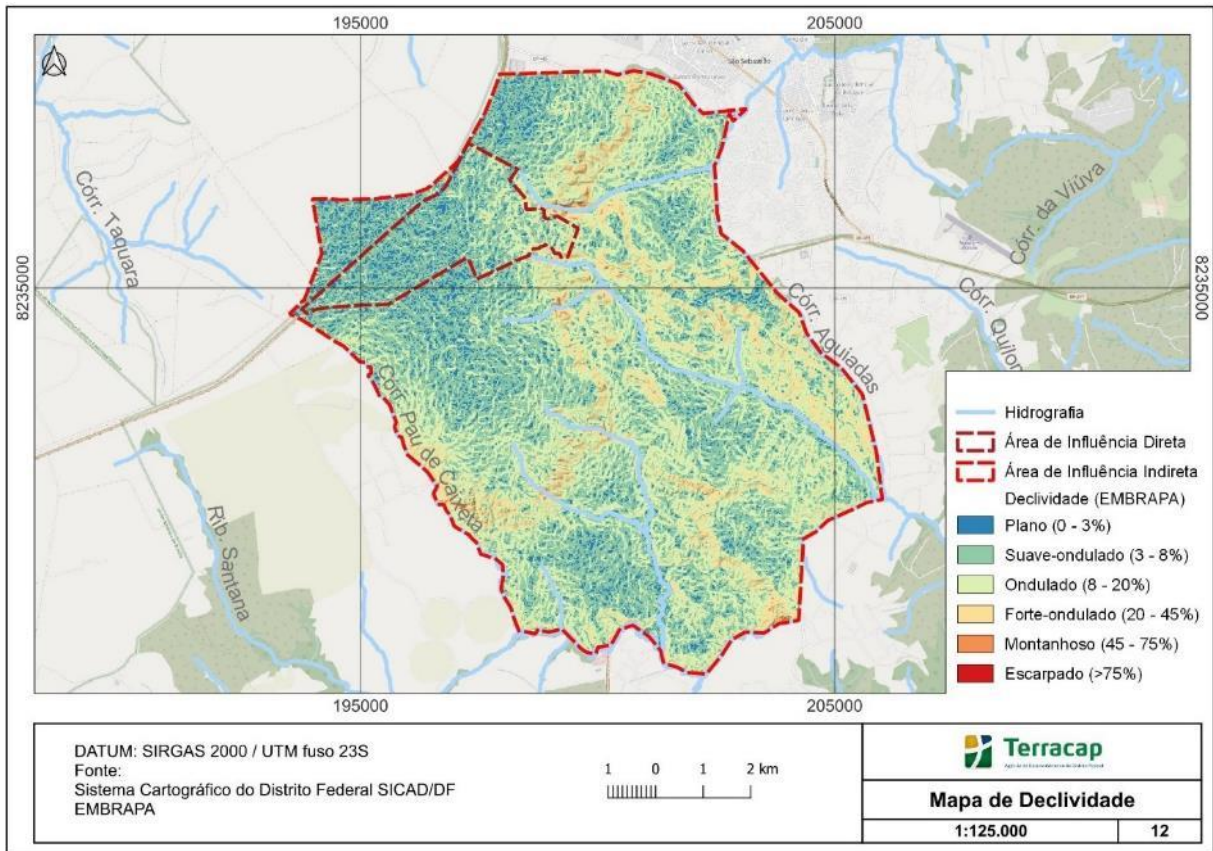 195000
205000
São Sebastião
Córr. Taquara
Córr. da Viúva
8235000
8235000
Córr. Aguiadas
Córr. Quilon
Córr. Pau de Caixeta
Rib. Santana
Hidrografia
Área de Influência Direta
Área de Influência Indireta
Declividade (EMBRAPA)
Plano (0 - 3%)
Suave-ondulado (3 - 8%)
Ondulado (8 - 20%)
Forte-ondulado (20 - 45%)
Montanhoso (45 - 75%)
Escarpado (>75%)
195000
205000
DATUM: SIRGAS 2000 / UTM fuso 23S
Fonte:
Sistema Cartográfico do Distrito Federal SICAD/DF
EMBRAPA
1 0 1 2 km
Terracap
Mapa de Declividade
1:125.000
12